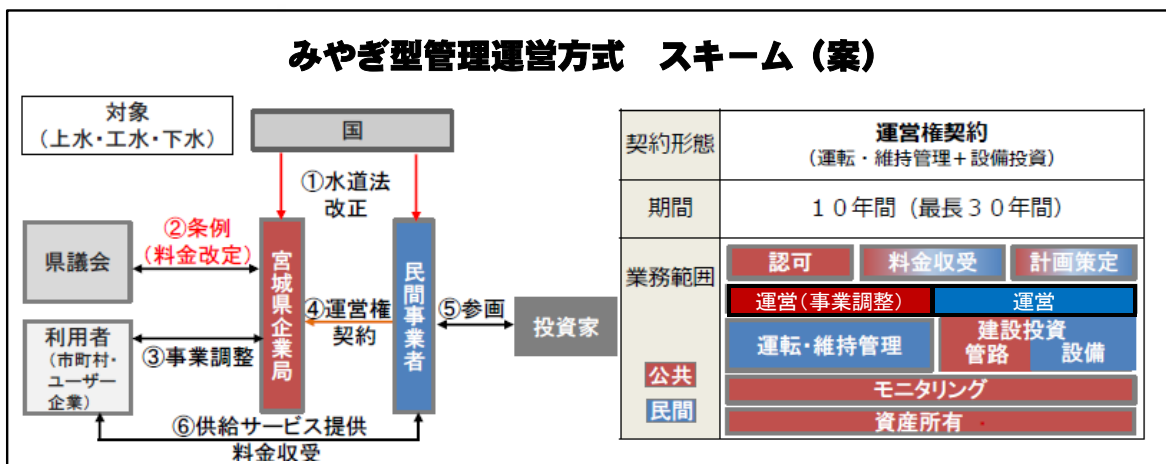 みやぎ型管理運営方式　スキーム（案）
対象
（上水・工水・下水）
国
①水道法
改正
県議会
②条例
（料金改定）
宮城県企業局
民間事業者
④運営権
契約
⑤参画
投資家
利用者
（市町村・
ユーザー
企業）
③事業調整
⑥供給サービス提供
料金収受
契約形態
運営権契約
（運転・維持管理＋設備投資）
期間
１０年間（最長３０年間）
業務範囲
公共
民間
認可
料金収受
計画策定
運営（事業調整）
運営
運転・維持管理
建設投資
管路
設備
モニタリング
資産所有